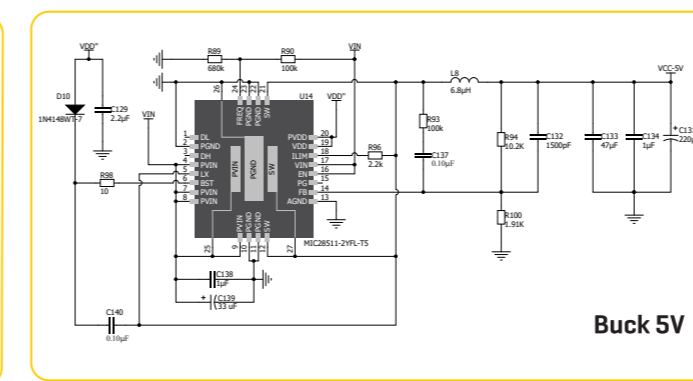 VDD"
D10
1N4148WT-7
C129
2.2µF
VIN
R98
10
C140
0.10µF
R89
680k
R90
100k
VIN
26
24
23
22
21
FREQ
PGND
PGND
SW
U14
VDD"
1 DL
2 PGND
3 DH
4 PVIN
5 LX
6 BST
7 PVIN
8 PVIN
PVIN
PGND
SW
PVDD 20
VDD 19
ILIM 18
VIN 17
EN 16
PG 15
FB 14
AGND 13
PVIN
PGND
PGND
SW
25
9
10
11
12
27
MIC28511-2YFL-T5
C138
1µF
+ C139
33 uF
R96
2.2k
R93
100k
C137
0.10µF
L8
6.8µH
R94
10.2K
R100
1.91K
C132
1500pF
C133
47µF
C134
1µF
VCC-5V
+
220
Buck 5V